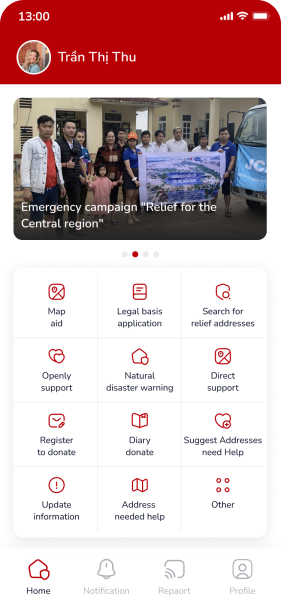 13:00
Trần Thị Thu
Emergency campaign "Relief for the
Central region"
Map
aid
Legal basis
application
Search for
relief addresses
Openly
support
Natural
disaster warning
Direct
support
Register
to donate
Diary
donate
Suggest Addresses
need Help
Update
information
Address
needed help
Other
Home
Notification
Repaort
Profile